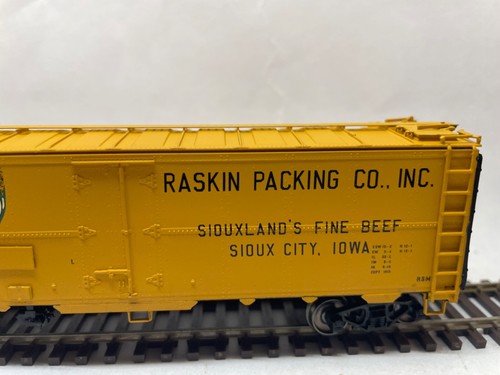 RASKIN PACKING CO., INC.
SIOUXLAND'S FINE BEEF
SIOUX CITY, IOWA
L